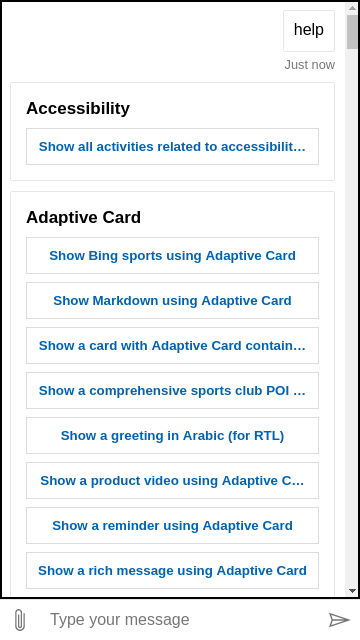 help
Just now
Accessibility
Show all activities related to accessibilit…
Adaptive Card
Show Bing sports using Adaptive Card
Show Markdown using Adaptive Card
Show a card with Adaptive Card contain…
Show a comprehensive sports club POI …
Show a greeting in Arabic (for RTL)
Show a product video using Adaptive C…
Show a reminder using Adaptive Card
Show a rich message using Adaptive Card
Type your message